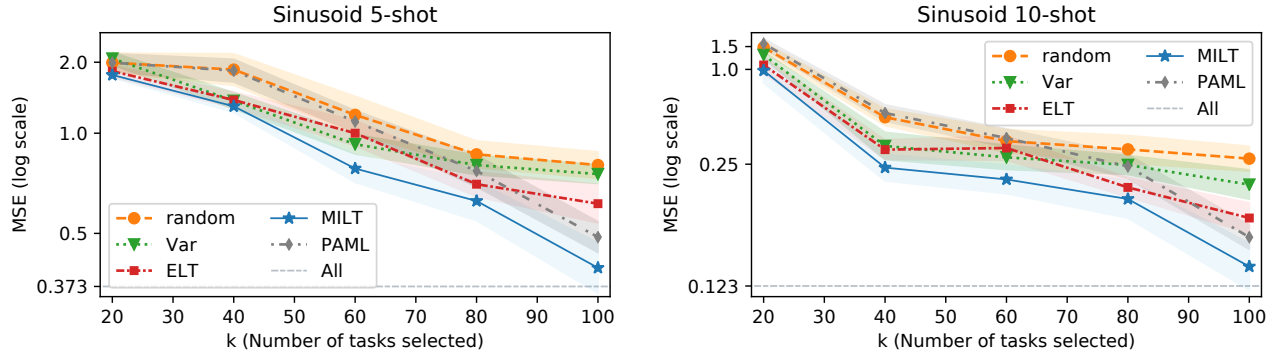 Sinusoid 5-shot
MSE (log scale)
2.0
1.0
0.5
0.373
random
Var
ELT
MILT
PAML
All
20 30 40 50 60 70 80 90 100
k (Number of tasks selected)
Sinusoid 10-shot
MSE (log scale)
1.5
1.0
0.25
0.123
random
Var
ELT
MILT
PAML
All
20 30 40 50 60 70 80 90 100
k (Number of tasks selected)